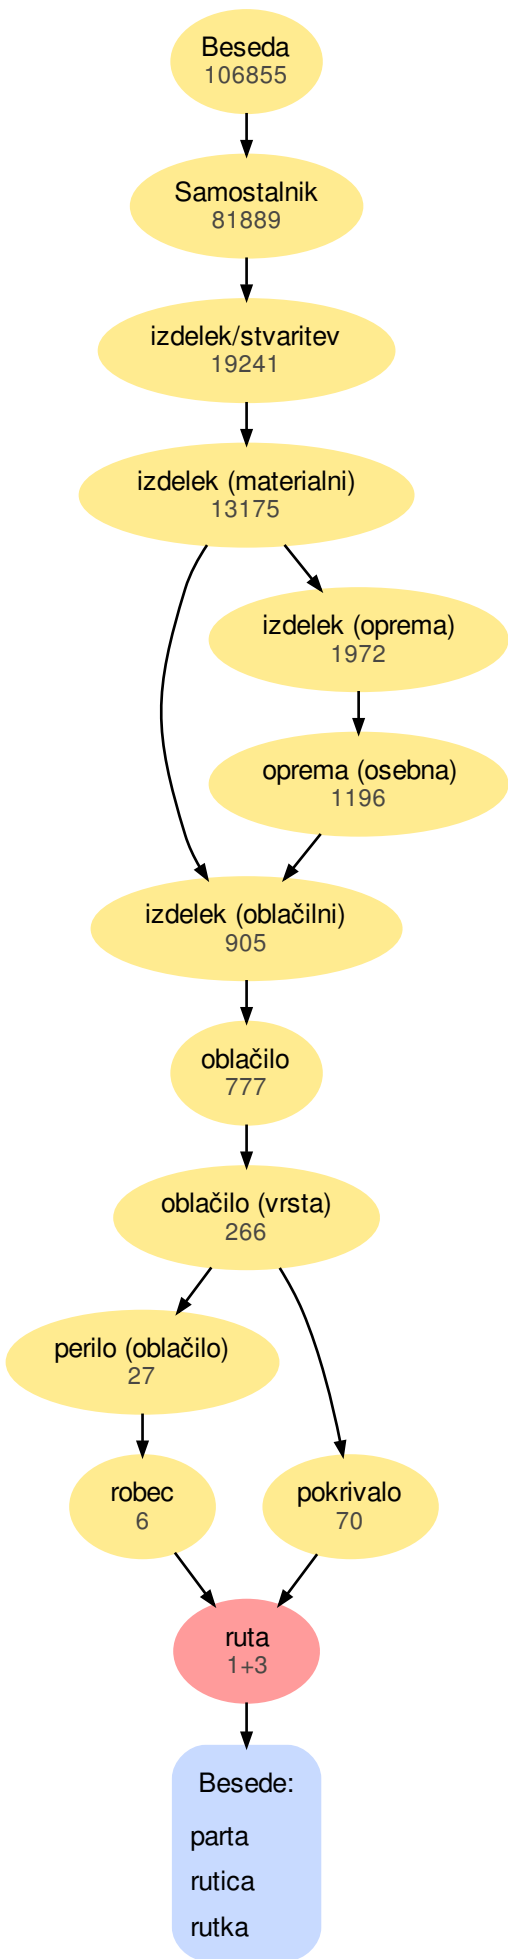 Beseda
106855
Samostalnik
81889
izdelek/stvaritev
19241
izdelek (materialni)
13175
izdelek (oprema)
1972
oprema (osebna)
1196
izdelek (oblačilni)
905
oblačilo
777
oblačilo (vrsta)
266
perilo (oblačilo)
27
robec
6
pokrivalo
70
ruta
1+3
Besede:
parta
rutica
rutka